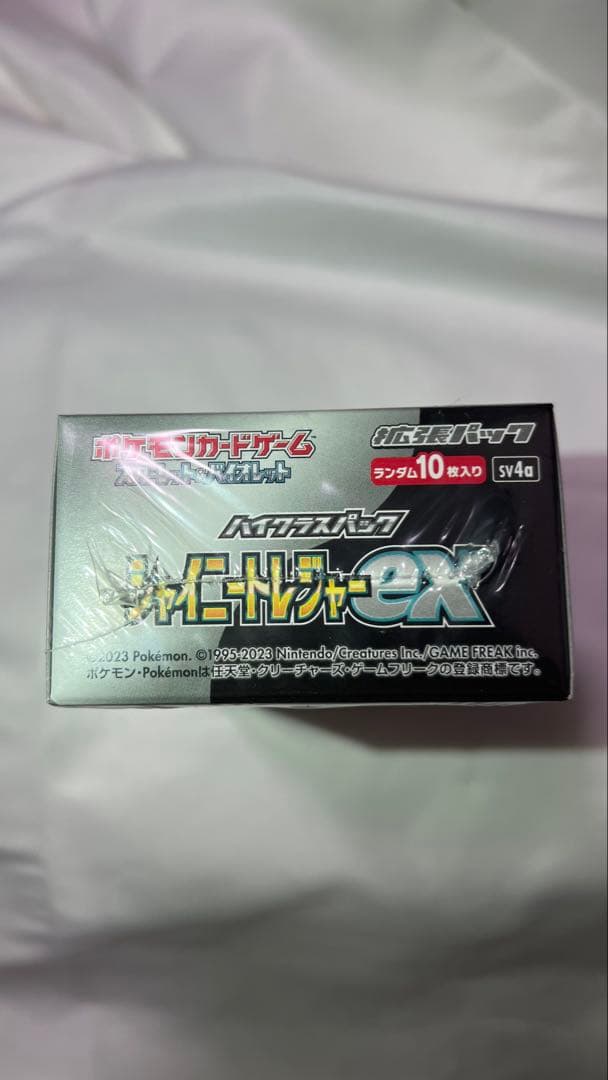 ポケモンカードゲーム
スカーレット&バイオレット
拡張パック
ランダム10枚入り
sv4a
ハイクラスパック
シャイニートレジャーex
©2023 Pokémon. ©1995-2023 Nintendo/Creatures Inc./GAME FREAK inc.
ポケモン・Pokémonは任天堂・クリーチャーズ・ゲームフリークの登録商標です。